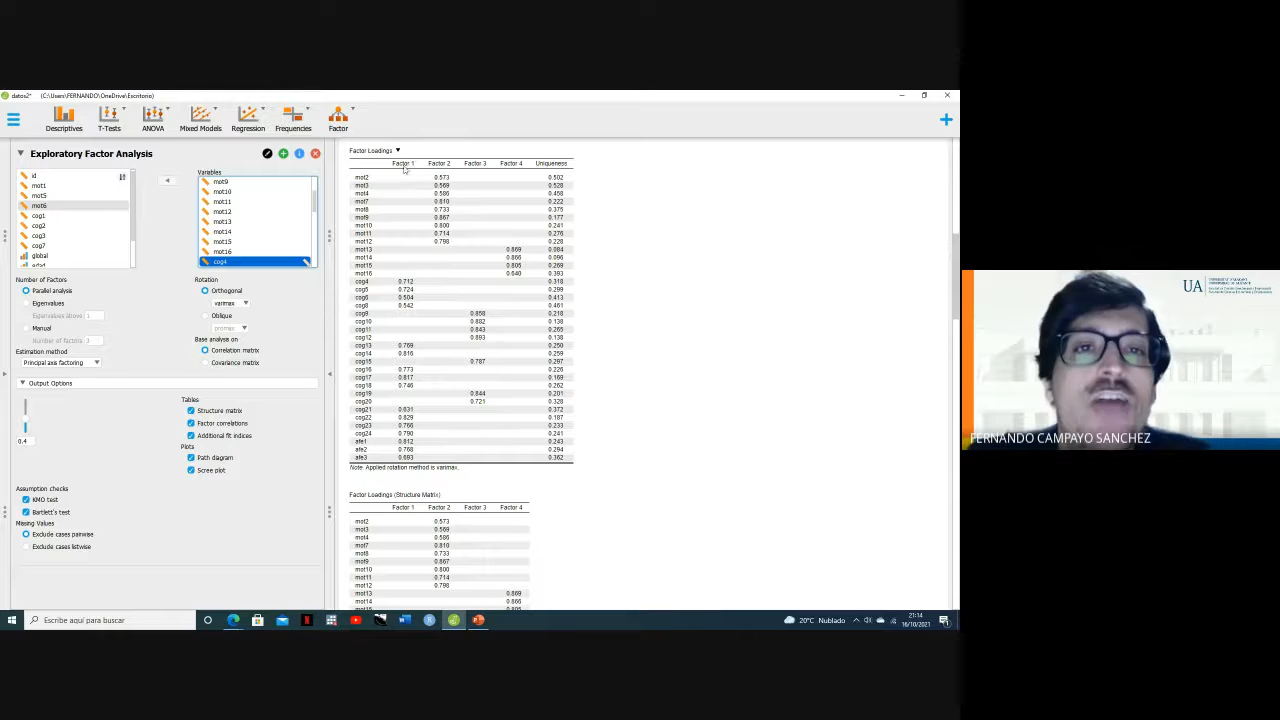 datos2* (C:\Users\FERNANDO\OneDrive\Escritorio)
Descriptives T-Tests ANOVA Mixed Models Regression Frequencies Factor
Exploratory Factor Analysis
id
mot1
mot5
mot6
cog1
cog2
cog3
cog7
global
edad
Variables
mot9
mot10
mot11
mot12
mot13
mot14
mot15
mot16
cog4
Number of Factors
Parallel analysis
Eigenvalues
Eigenvalues above 1
Manual
Number of factors 3
Estimation method
Principal axis factoring
Rotation
Orthogonal
varimax
Oblique
promax
Base analysis on
Correlation matrix
Covariance matrix
Output Options
0.4
Tables
Structure matrix
Factor correlations
Additional fit indices
Plots
Path diagram
Scree plot
Assumption checks
KMO test
Bartlett's test
Missing Values
Exclude cases pairwise
Exclude cases listwise
Factor Loadings
Factor 1 Factor 2 Factor 3 Factor 4 Uniqueness
mot2 0.573 0.502
mot3 0.569 0.528
mot4 0.586 0.458
mot7 0.810 0.222
mot8 0.733 0.375
mot9 0.867 0.177
mot10 0.800 0.241
mot11 0.714 0.276
mot12 0.798 0.228
mot13 0.869 0.084
mot14 0.866 0.096
mot15 0.805 0.269
mot16 0.640 0.393
cog4 0.712 0.318
cog5 0.724 0.299
cog6 0.504 0.413
cog8 0.542 0.461
cog9 0.858 0.218
cog10 0.882 0.138
cog11 0.843 0.265
cog12 0.893 0.138
cog13 0.769 0.250
cog14 0.816 0.259
cog15 0.787 0.297
cog16 0.773 0.226
cog17 0.817 0.169
cog18 0.746 0.262
cog19 0.844 0.201
cog20 0.721 0.328
cog21 0.631 0.372
cog22 0.829 0.187
cog23 0.766 0.233
cog24 0.790 0.241
afe1 0.812 0.243
afe2 0.768 0.294
afe3 0.693 0.362
Note. Applied rotation method is varimax.
Factor Loadings (Structure Matrix)
Factor 1 Factor 2 Factor 3 Factor 4
mot2 0.573
mot3 0.569
mot4 0.586
mot7 0.810
mot8 0.733
mot9 0.867
mot10 0.800
mot11 0.714
mot12 0.798
mot13 0.869
mot14 0.866
mot15 0.805
Escribe aquí para buscar
20°C Nublado
21:14
16/10/2021
UA
FERNANDO CAMPAYO SANCHEZ